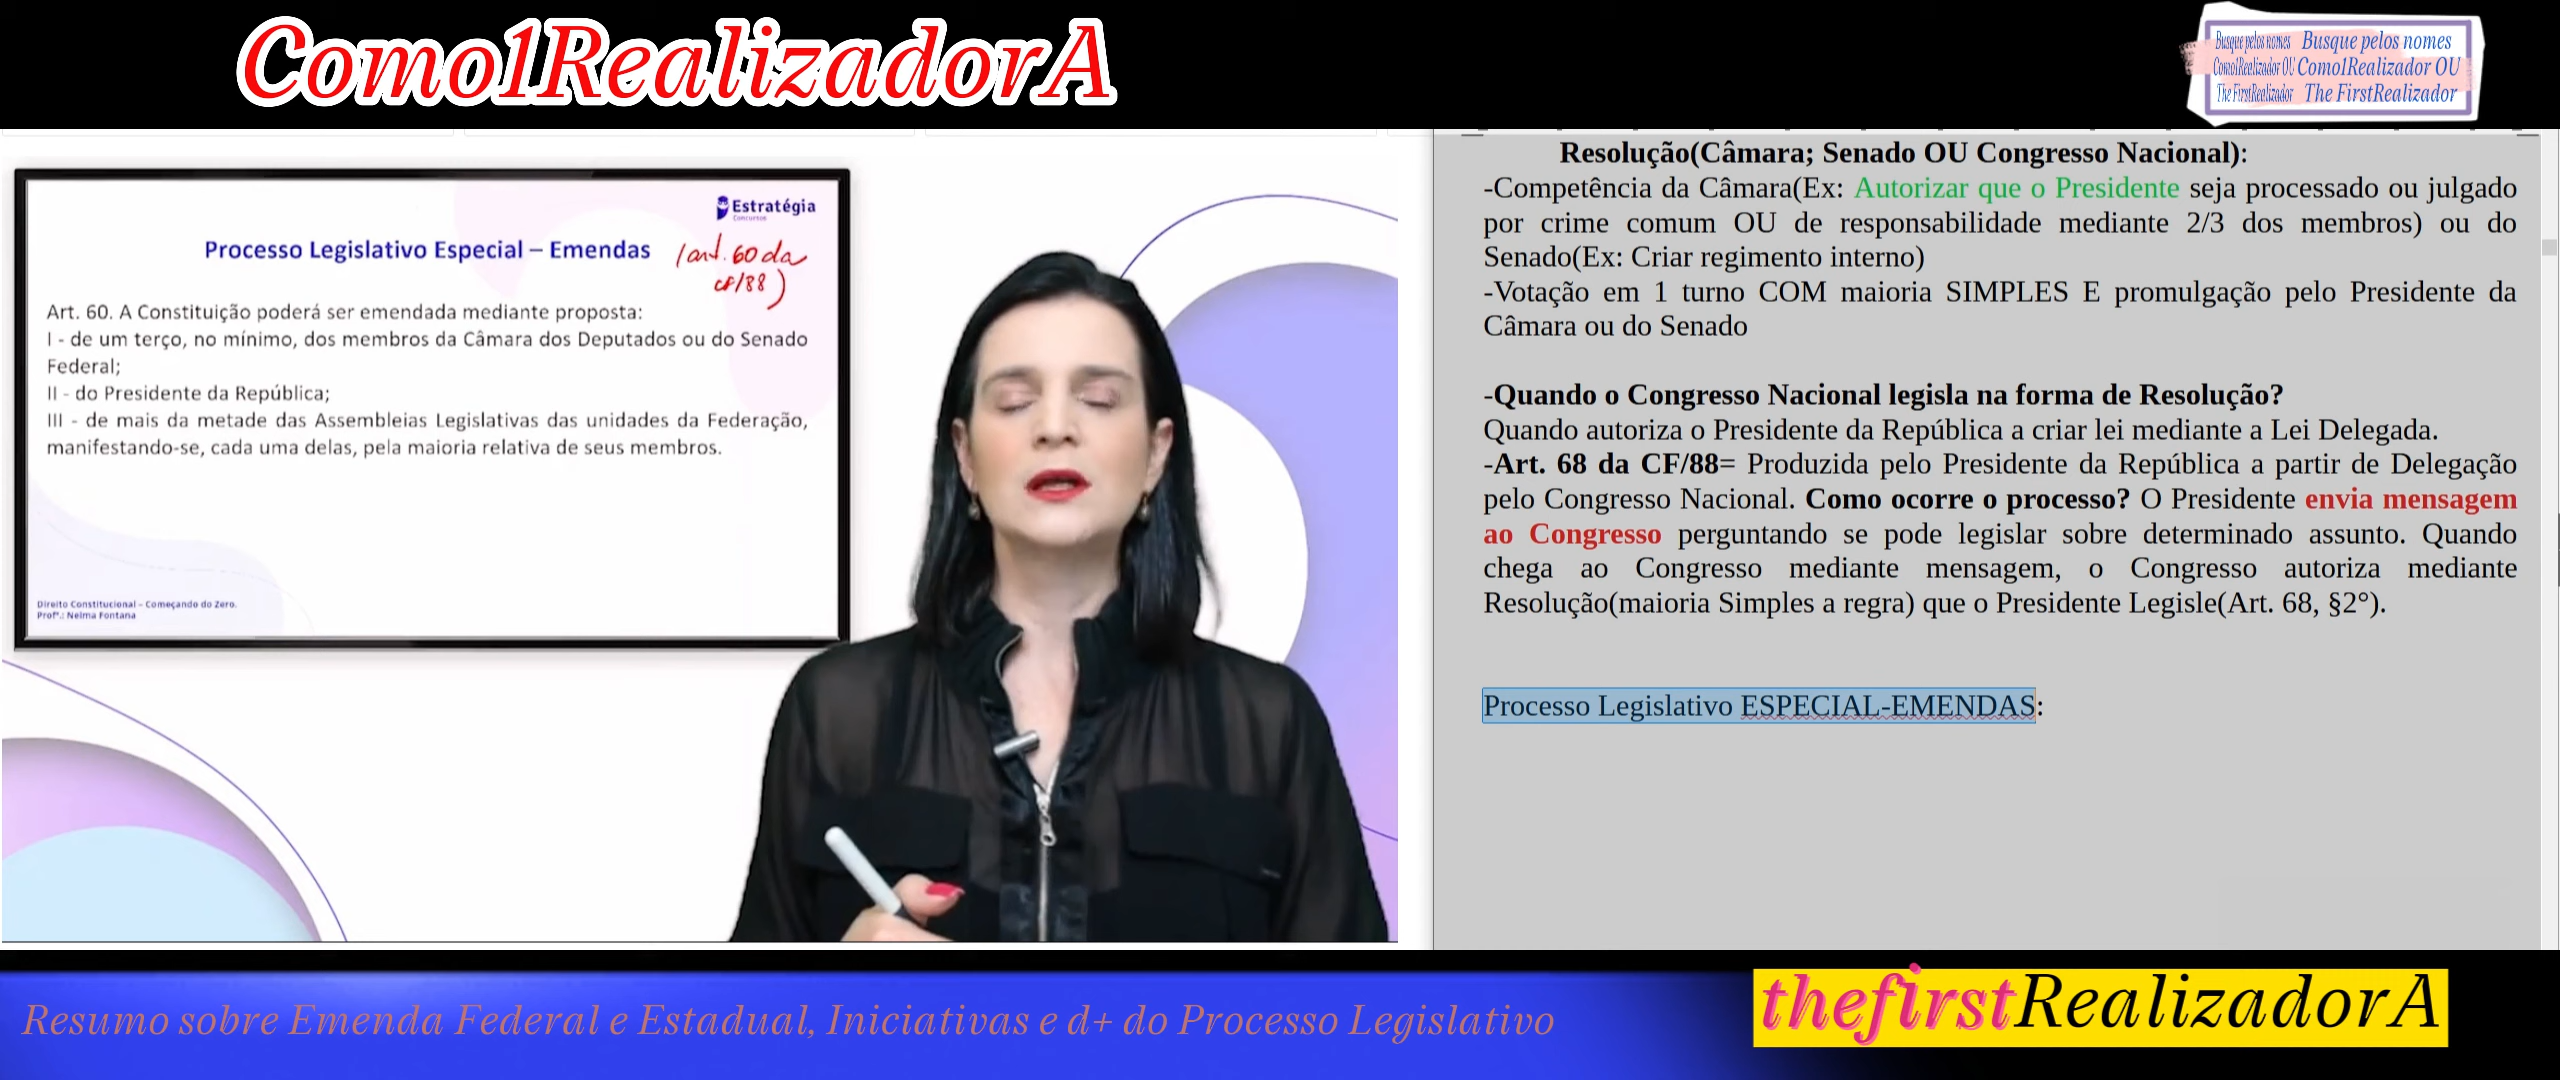 Como1RealizadorA
Busque pelos nomes Busque pelos nomes
Como1Realizador OU Como1Realizador OU
The FirstRealizador The FirstRealizador
Estratégia
Concursos
Processo Legislativo Especial – Emendas
(art. 60 da
CF/88)
Art. 60. A Constituição poderá ser emendada mediante proposta:
I - de um terço, no mínimo, dos membros da Câmara dos Deputados ou do Senado
Federal;
II - do Presidente da República;
III - de mais da metade das Assembleias Legislativas das unidades da Federação,
manifestando-se, cada uma delas, pela maioria relativa de seus membros.
Direito Constitucional – Começando do Zero.
Profª.: Nelma Fontana
Resolução(Câmara; Senado OU Congresso Nacional):
-Competência da Câmara(Ex: Autorizar que o Presidente seja processado ou julgado
por crime comum OU de responsabilidade mediante 2/3 dos membros) ou do
Senado(Ex: Criar regimento interno)
-Votação em 1 turno COM maioria SIMPLES E promulgação pelo Presidente da
Câmara ou do Senado
-Quando o Congresso Nacional legisla na forma de Resolução?
Quando autoriza o Presidente da República a criar lei mediante a Lei Delegada.
-Art. 68 da CF/88= Produzida pelo Presidente da República a partir de Delegação
pelo Congresso Nacional. Como ocorre o processo? O Presidente envia mensagem
ao Congresso perguntando se pode legislar sobre determinado assunto. Quando
chega ao Congresso mediante mensagem, o Congresso autoriza mediante
Resolução(maioria Simples a regra) que o Presidente Legisle(Art. 68, §2°).
Processo Legislativo ESPECIAL-EMENDAS:
Resumo sobre Emenda Federal e Estadual, Iniciativas e d+ do Processo Legislativo
thefirstRealizadorA